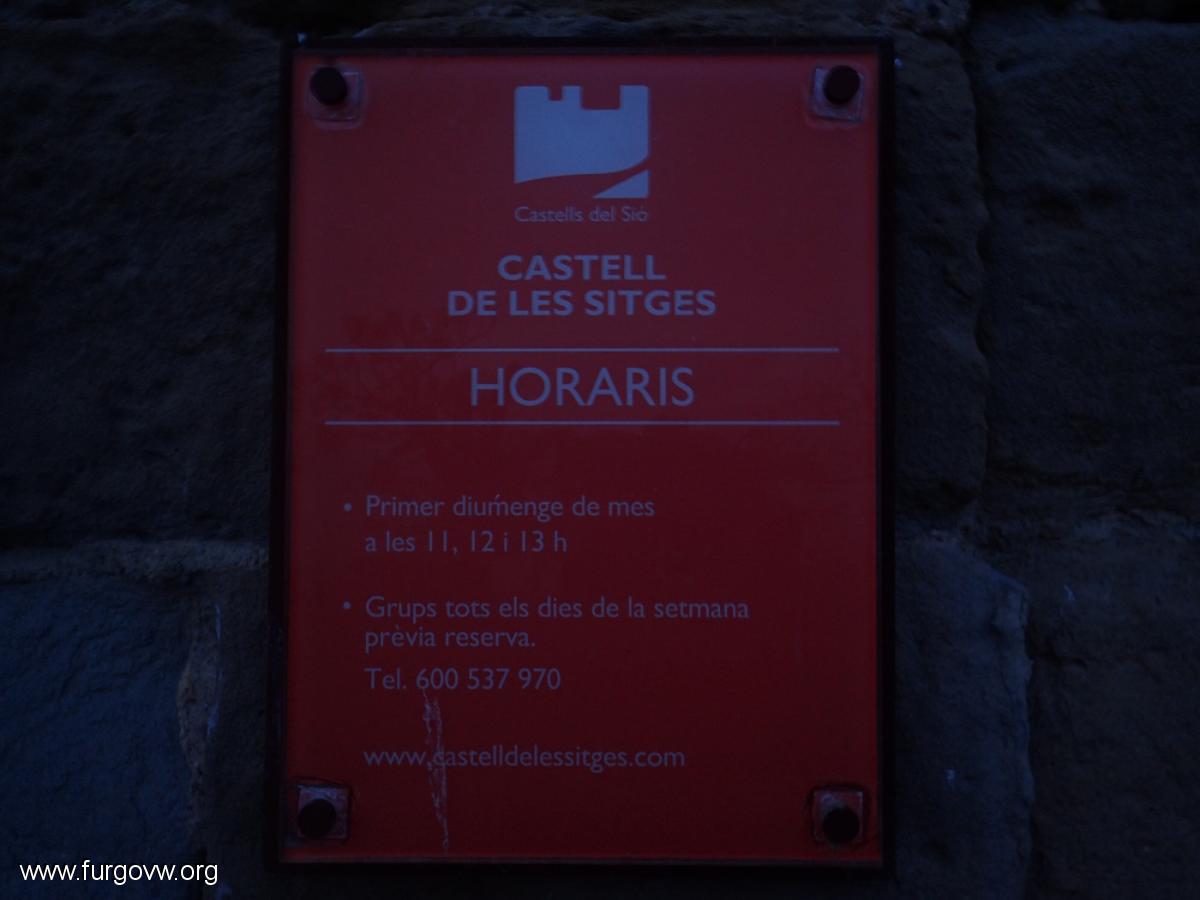 Castells del Sió
CASTELL
DE LES SITGES
HORARIS
• Primer diumenge de mes
a les 11, 12 i 13 h
• Grups tots els dies de la setmana
prèvia reserva.
Tel. 600 537 970
www.castelldelessitges.com
www.furgovw.org